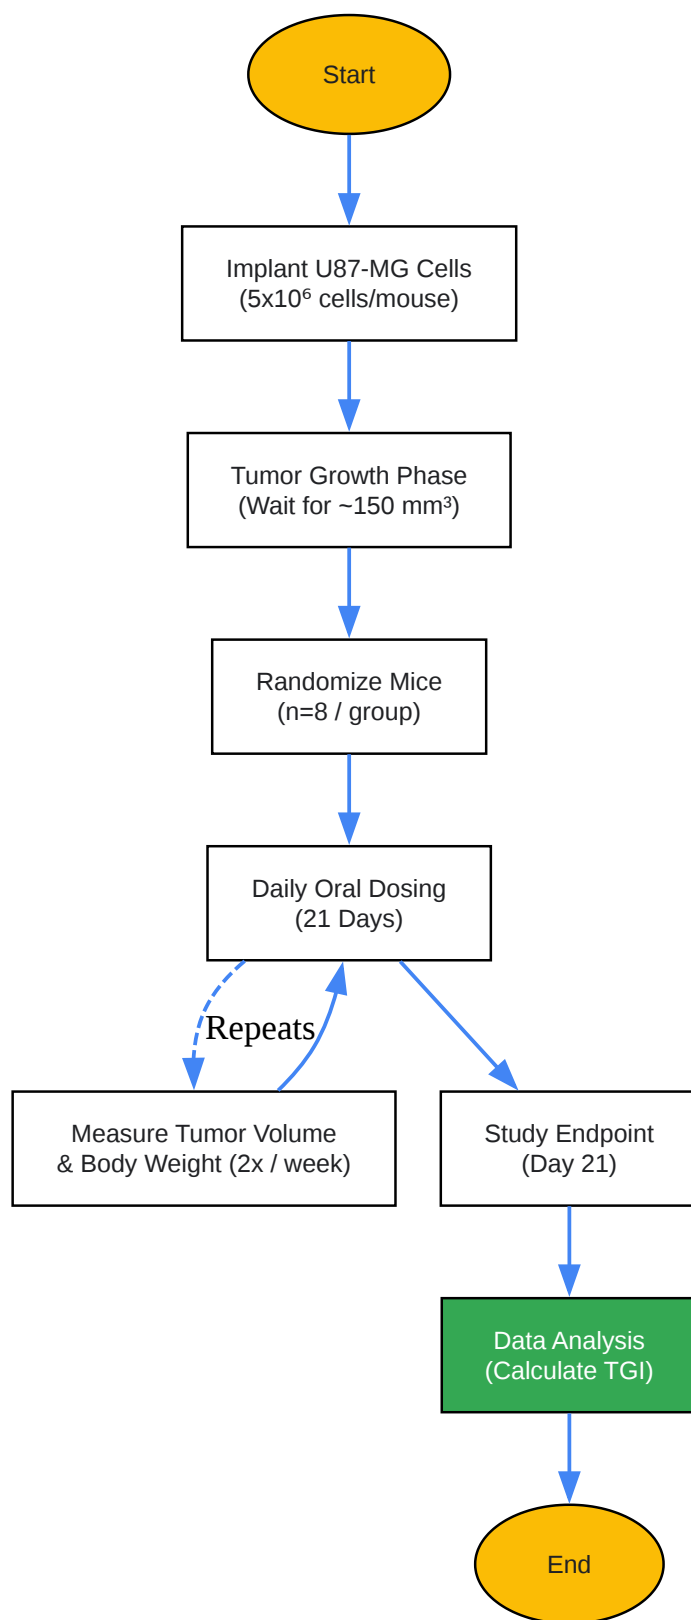 Start
Implant U87-MG Cells
(5x10⁶ cells/mouse)
Tumor Growth Phase
(Wait for ~150 mm³)
Randomize Mice
(n=8 / group)
Daily Oral Dosing
(21 Days)
Repeats
Measure Tumor Volume
& Body Weight (2x / week)
Study Endpoint
(Day 21)
Data Analysis
(Calculate TGI)
End